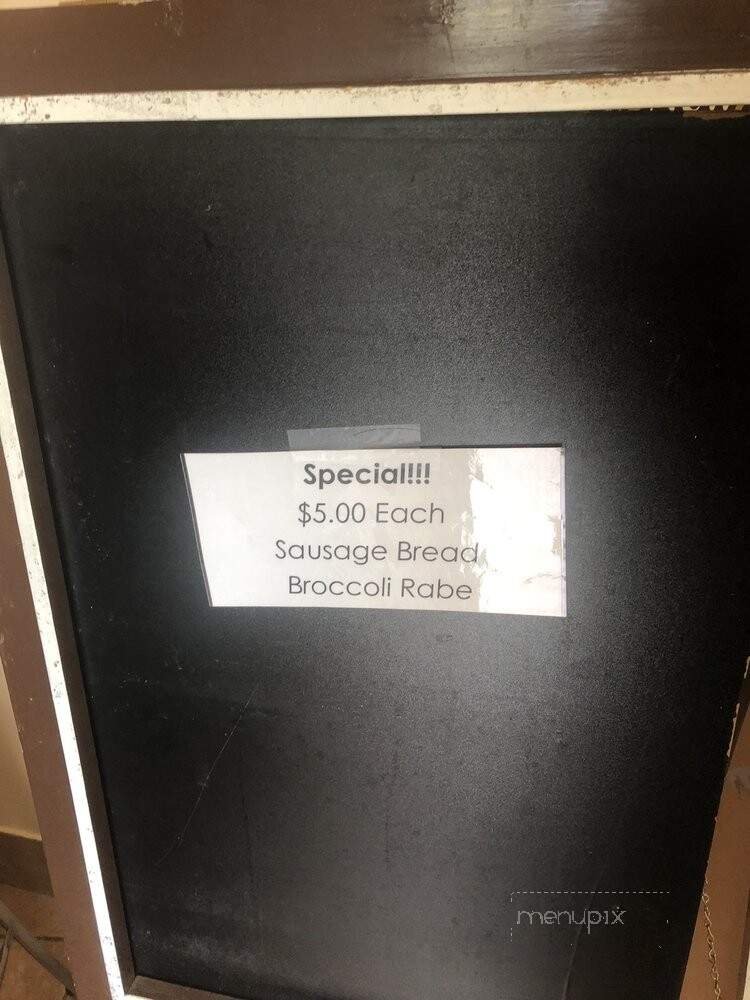 Special!!!
$5.00 Each
Sausage Bread
Broccoli Rabe
menupix